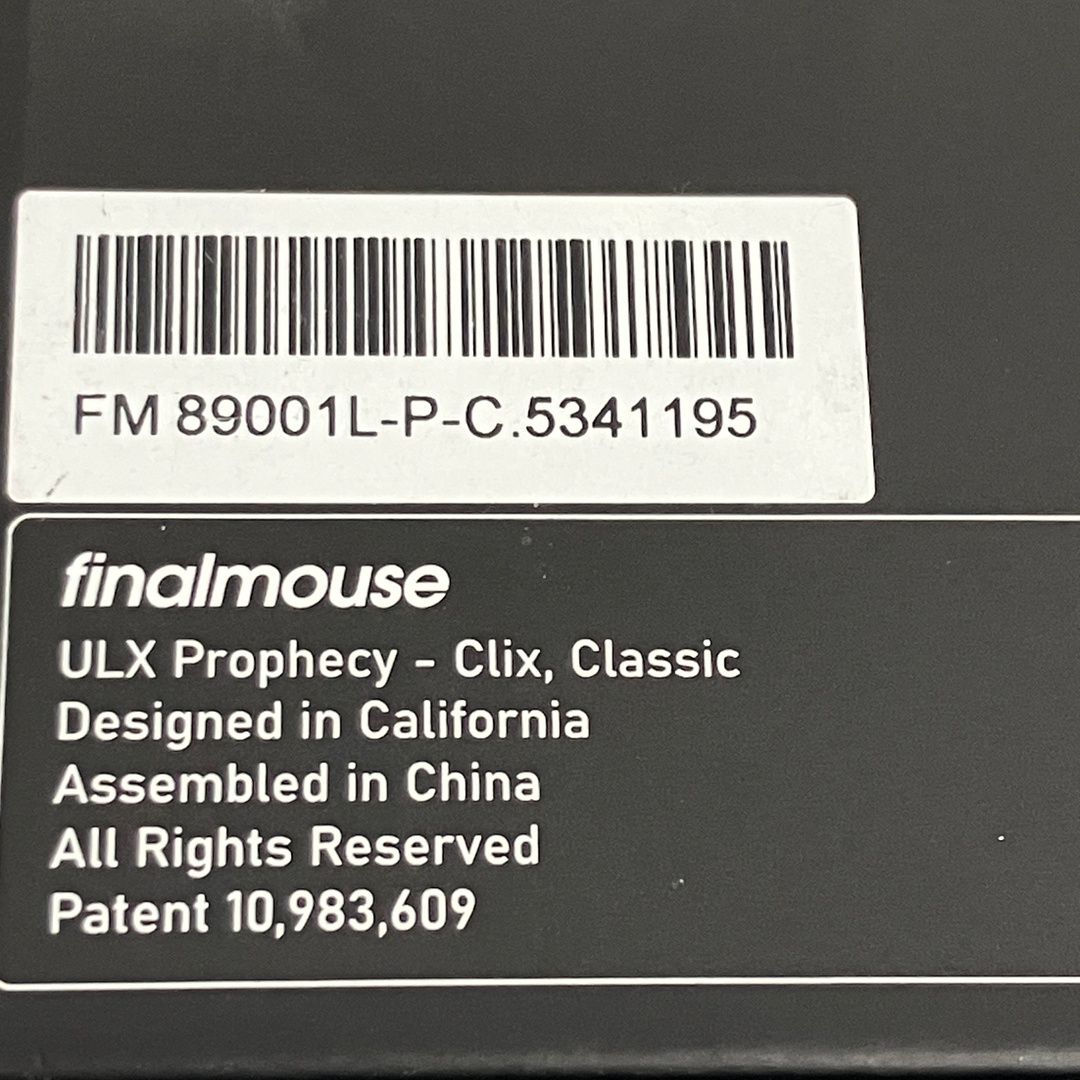 FM 89001L-P-C.5341195
finalmouse
ULX Prophecy - Clix, Classic
Designed in California
Assembled in China
All Rights Reserved
Patent 10,983,609